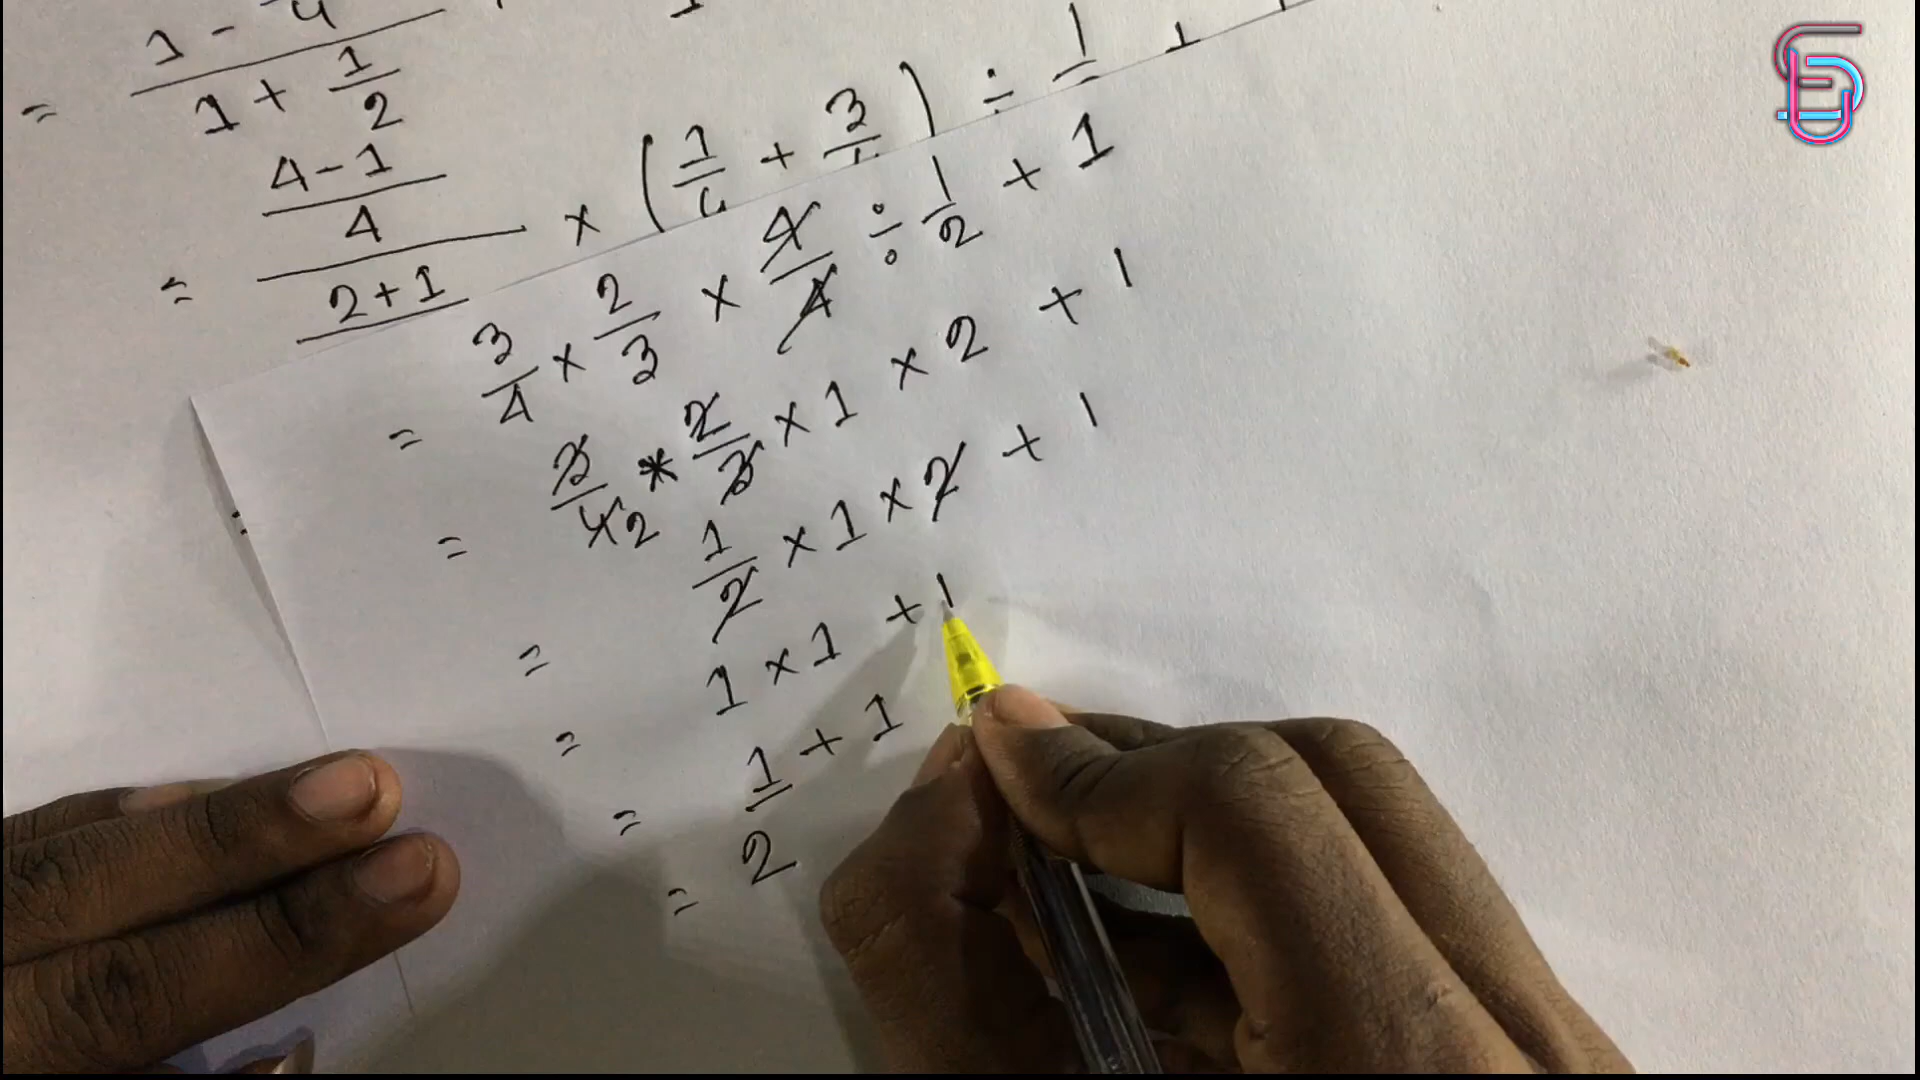 1 - 4
= 1 + 1/2
4 - 1
4
= 2 + 1 × (1/4 + 3/ ) ÷ 1
= 3/4 × 2/3 × 4/4 ÷ 1/2 + 1
= 3/4 2 * 2/3 × 1 × 2 + 1
= 1/2 × 1 × 2 + 1
= 1 × 1 + 1
= 1 + 1
= 2